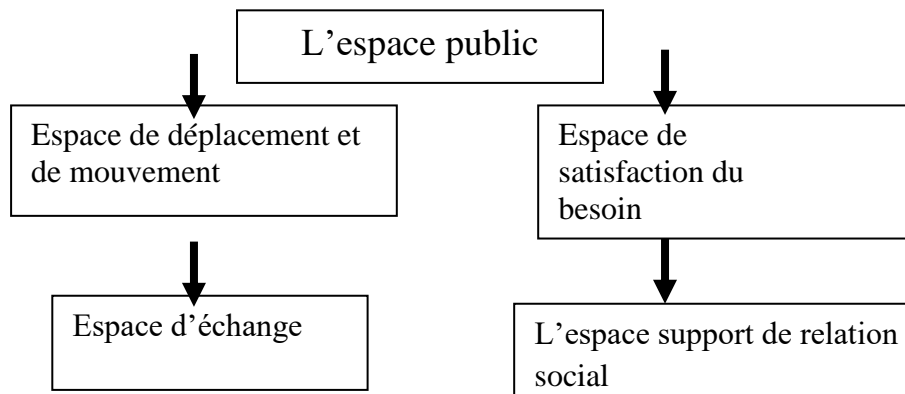 L’espace public
Espace de déplacement et
de mouvement
Espace de
satisfaction du
besoin
Espace d’échange
L’espace support de relation
social